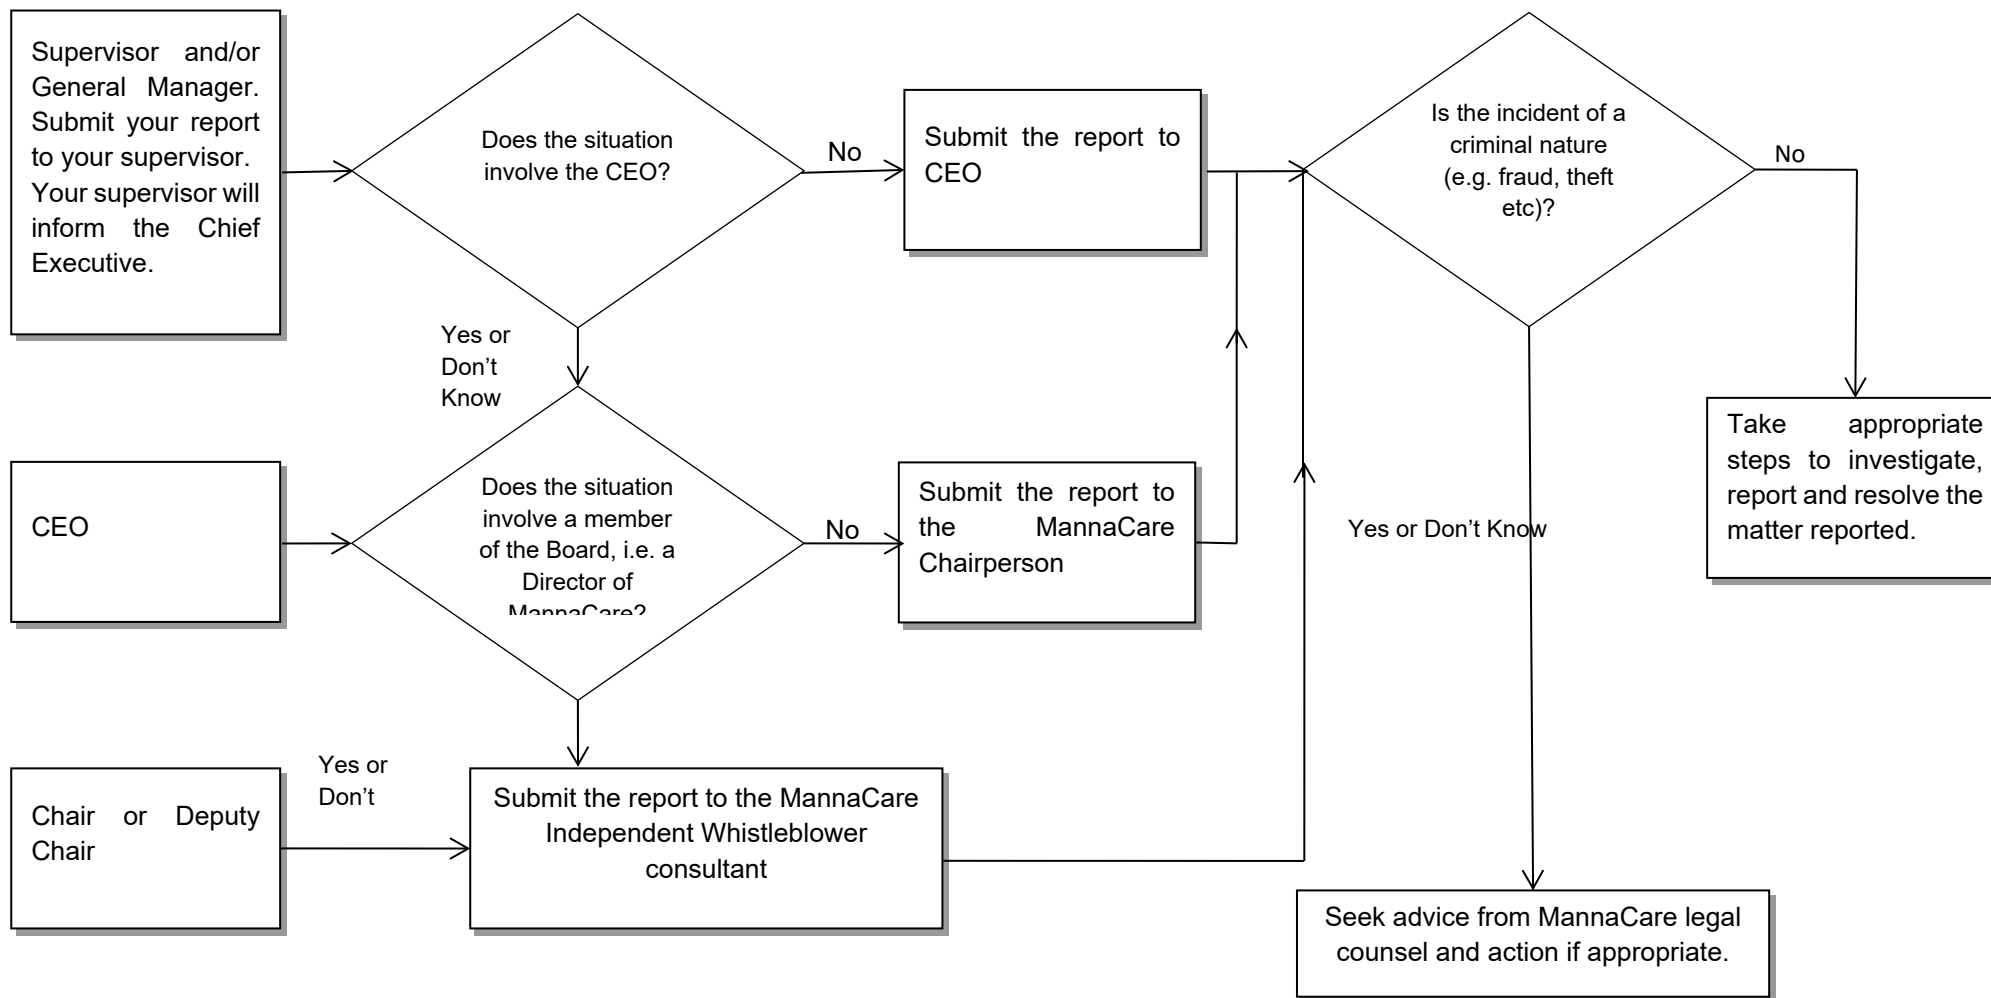 Supervisor and/or
General Manager.
Submit your report
to your supervisor.
Your supervisor will
inform the Chief
Executive.
Does the situation
involve the CEO?
No
Submit the report to
CEO
Is the incident of a
criminal nature
(e.g. fraud, theft
etc)?
No
Yes or
Don’t
Know
CEO
Does the situation
involve a member
of the Board, i.e. a
Director of
MannaCare?
No
Submit the report to
the MannaCare
Chairperson
Yes or Don’t Know
Take appropriate
steps to investigate,
report and resolve the
matter reported.
Chair or Deputy
Chair
Yes or
Don’t
Submit the report to the MannaCare
Independent Whistleblower
consultant
Seek advice from MannaCare legal
counsel and action if appropriate.